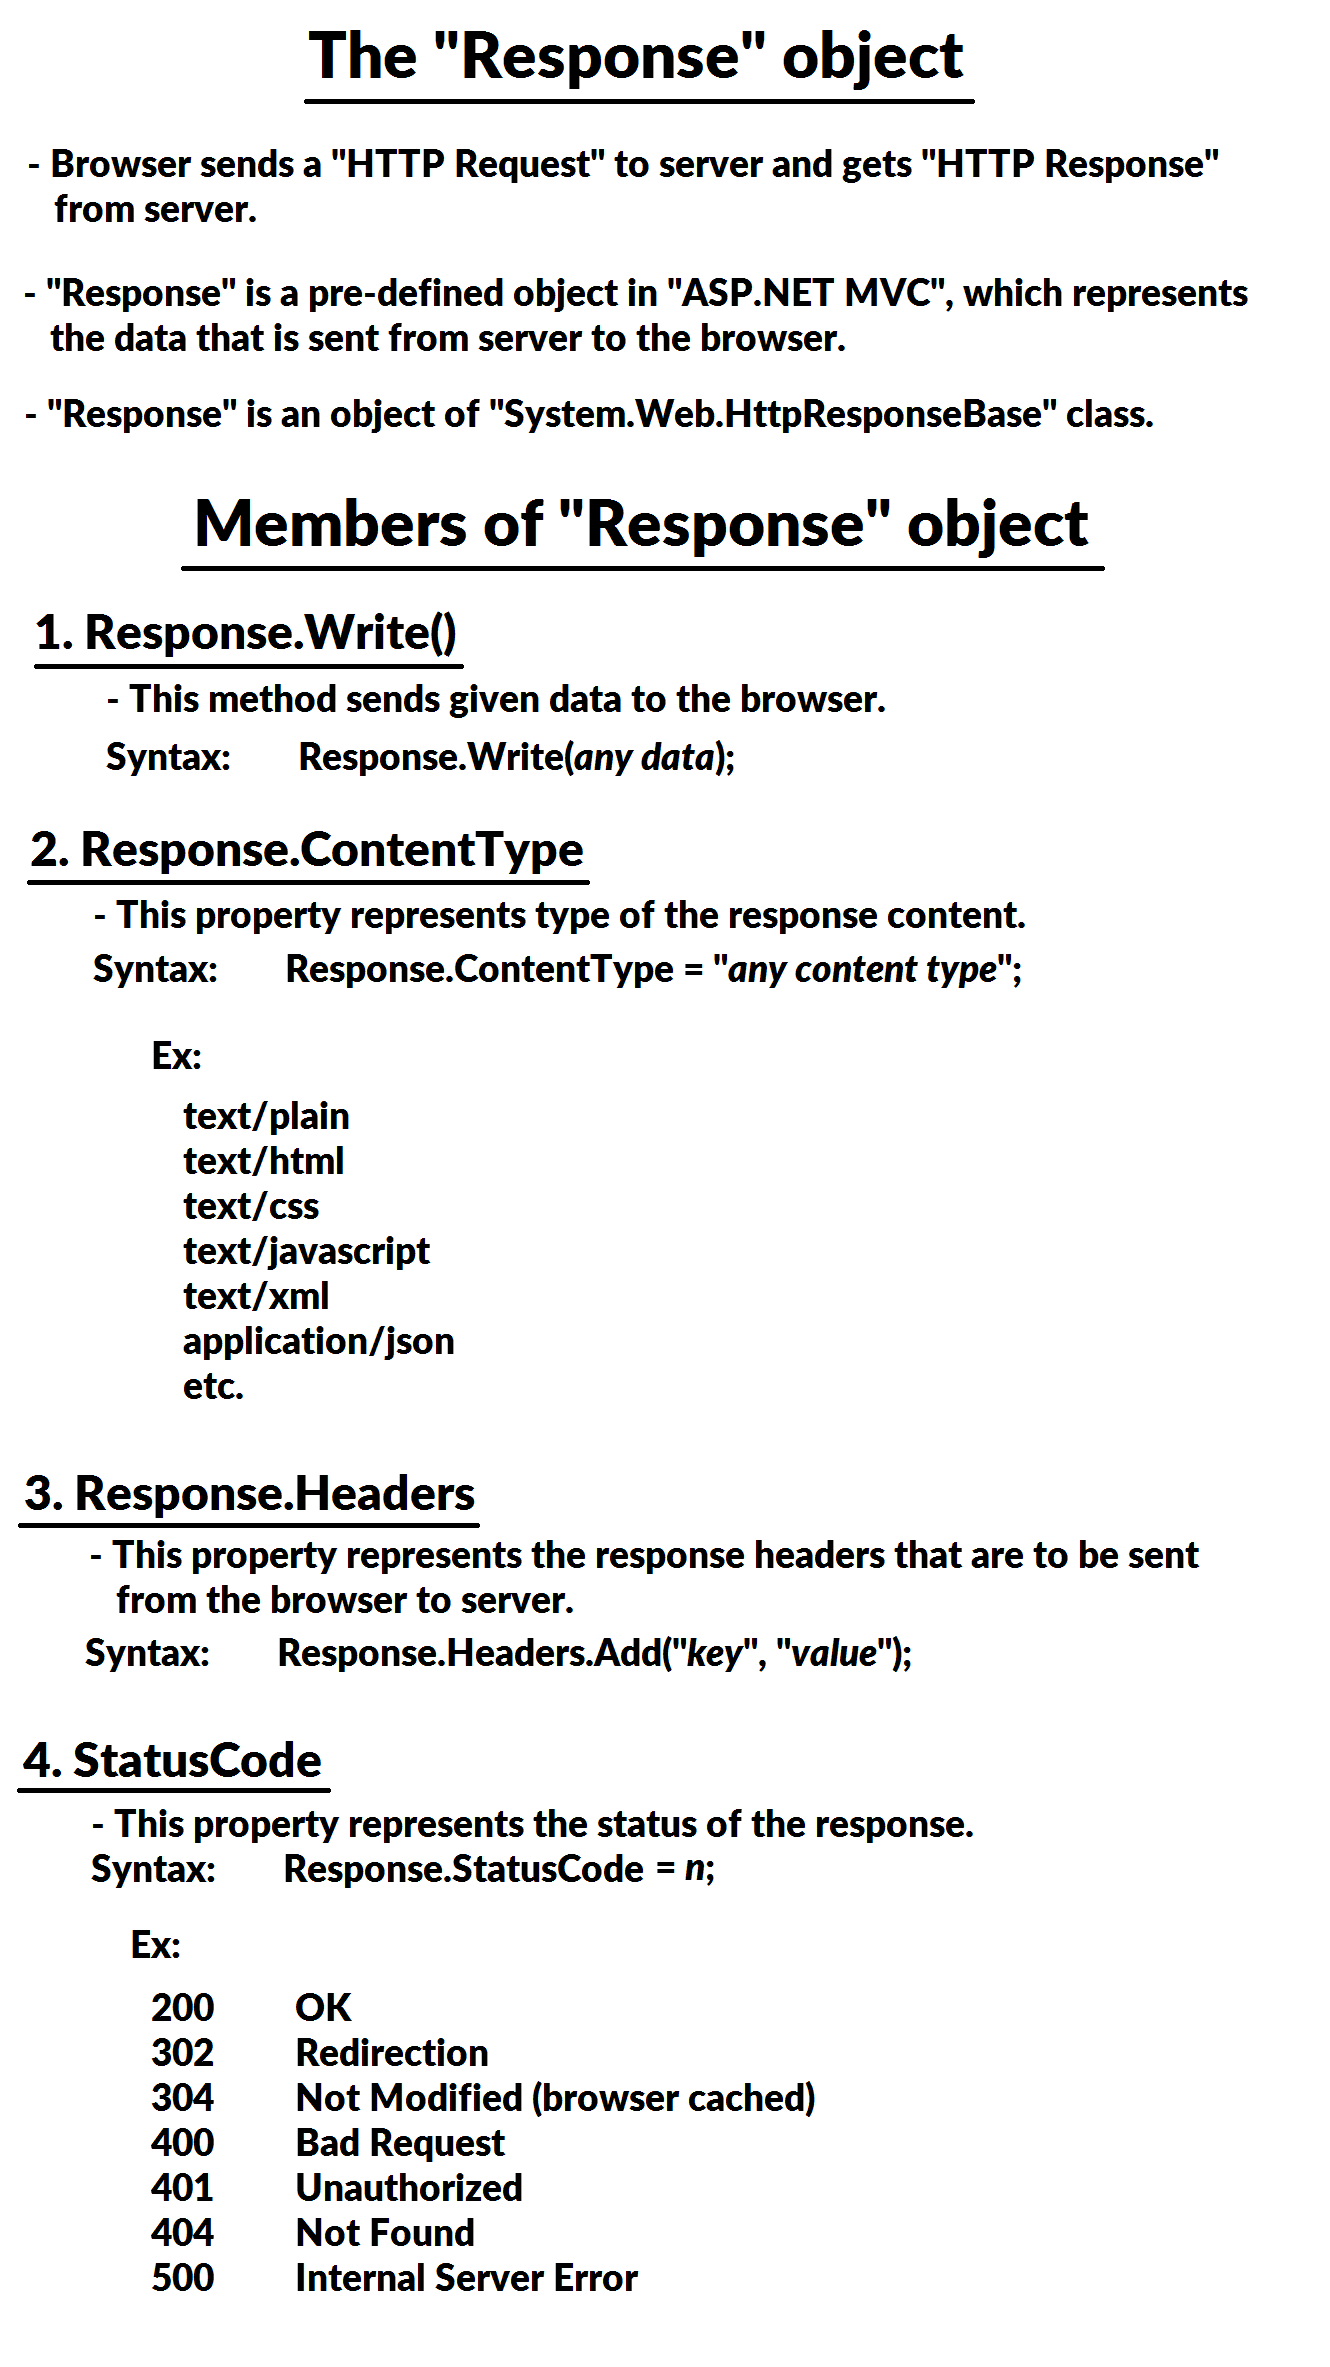 The "Response" object
- Browser sends a "HTTP Request" to server and gets "HTTP Response"
from server.
- "Response" is a pre-defined object in "ASP.NET MVC", which represents
the data that is sent from server to the browser.
- "Response" is an object of "System.Web.HttpResponseBase" class.
Members of "Response" object
1. Response.Write()
- This method sends given data to the browser.
Syntax: Response.Write(any data);
2. Response.ContentType
- This property represents type of the response content.
Syntax: Response.ContentType = "any content type";
Ex:
text/plain
text/html
text/css
text/javascript
text/xml
application/json
etc.
3. Response.Headers
- This property represents the response headers that are to be sent
from the browser to server.
Syntax: Response.Headers.Add("key", "value");
4. StatusCode
- This property represents the status of the response.
Syntax: Response.StatusCode = n;
Ex:
200 OK
302 Redirection
304 Not Modified (browser cached)
400 Bad Request
401 Unauthorized
404 Not Found
500 Internal Server Error